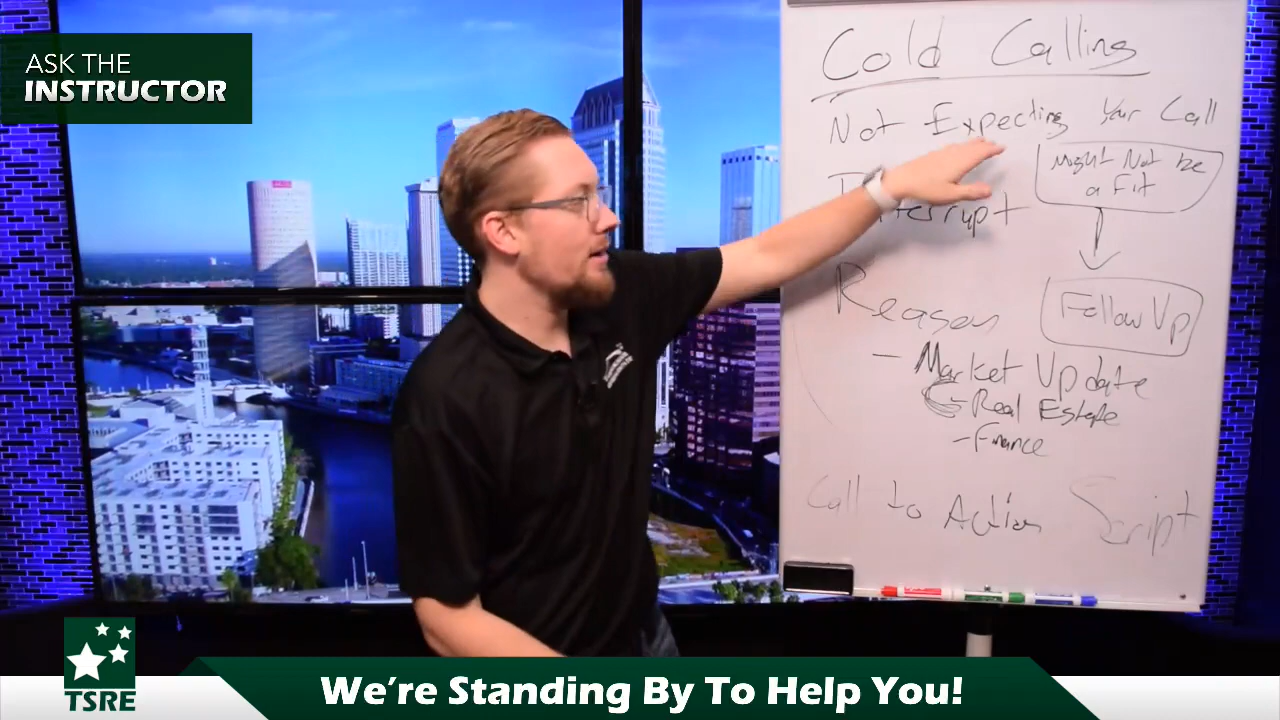 ASK THE
INSTRUCTOR
Cold Calling
Not Expecting Your Call
Might Not be
a Fit
Reason
Follow Up
- Market Update
- Real Estate
- Finance
Call to Action
Script
TSRE
We're Standing By To Help You!